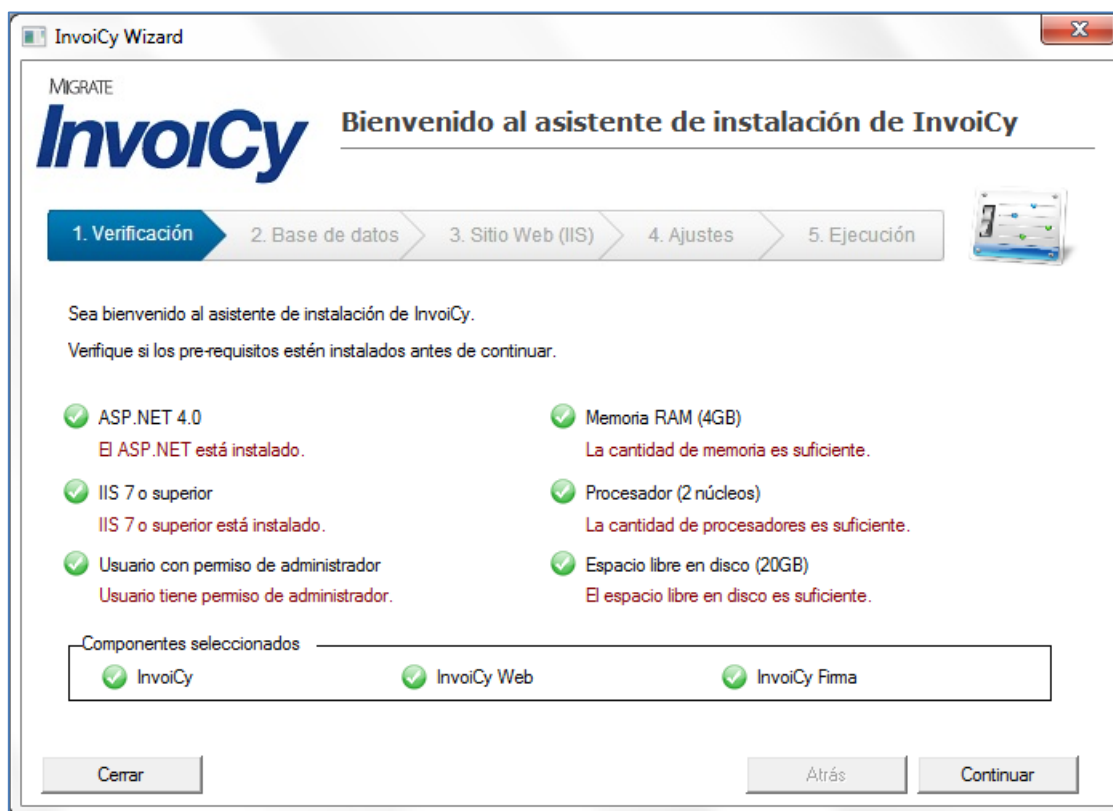 InvoiCy Wizard
MIGRATE
InvoiCy
Bienvenido al asistente de instalación de InvoiCy
1. Verificación
2. Base de datos
3. Sitio Web (IIS)
4. Ajustes
5. Ejecución
Sea bienvenido al asistente de instalación de InvoiCy.
Verifique si los pre-requisitos estén instalados antes de continuar.
ASP.NET 4.0
El ASP.NET está instalado.
IIS 7 o superior
IIS 7 o superior está instalado.
Usuario con permiso de administrador
Usuario tiene permiso de administrador.
Memoria RAM (4GB)
La cantidad de memoria es suficiente.
Procesador (2 núcleos)
La cantidad de procesadores es suficiente.
Espacio libre en disco (20GB)
El espacio libre en disco es suficiente.
Componentes seleccionados
InvoiCy
InvoiCy Web
InvoiCy Firma
Cerrar
Atrás
Continuar